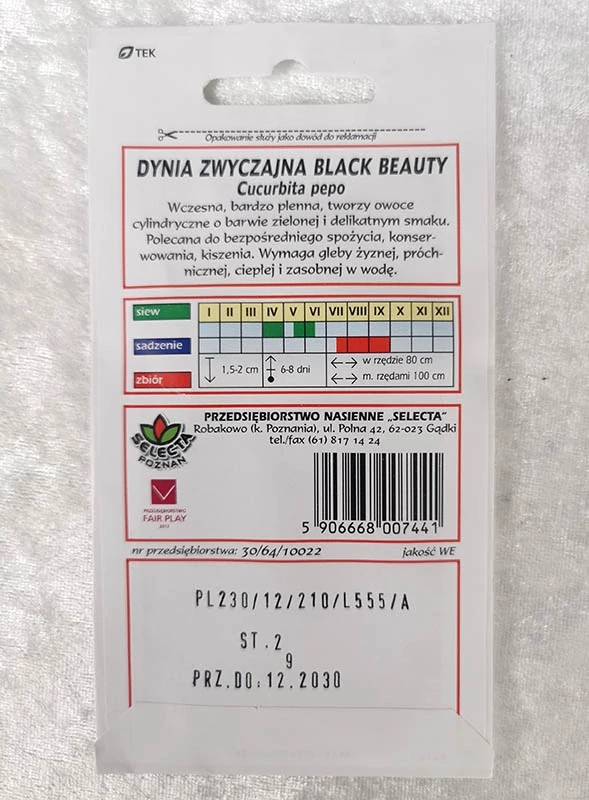 TEK
Opakowanie służy jako dowód do reklamacji
DYNIA ZWYCZAJNA BLACK BEAUTY
Cucurbita pepo
Wczesna, bardzo plenna, tworzy owoce
cylindryczne o barwie zielonej i delikatnym smaku.
Polecana do bezpośredniego spożycia, konser-
wowania, kiszenia. Wymaga gleby żyznej, próch-
nicznej, ciepłej i zasobnej w wodę.
siew I II III IV V VI VII VIII IX X XI XII
sadzenie
zbiór 1,5-2 cm 6-8 dni w rzędzie 80 cm
m. rzędami 100 cm
PRZEDSIĘBIORSTWO NASIENNE „SELECTA"
Robakowo (k. Poznania), ul. Polna 42, 62-023 Gądki
tel./fax (61) 817 14 24
SELECTA
POZNAŃ
PRZEDSIĘBIORSTWO
FAIR PLAY
2012
5 906668 007441
nr przedsiębiorstwa: 30/64/10022 jakość WE
PL230/12/210/L555/A
ST.2
9
PRZ.DO:12.2030